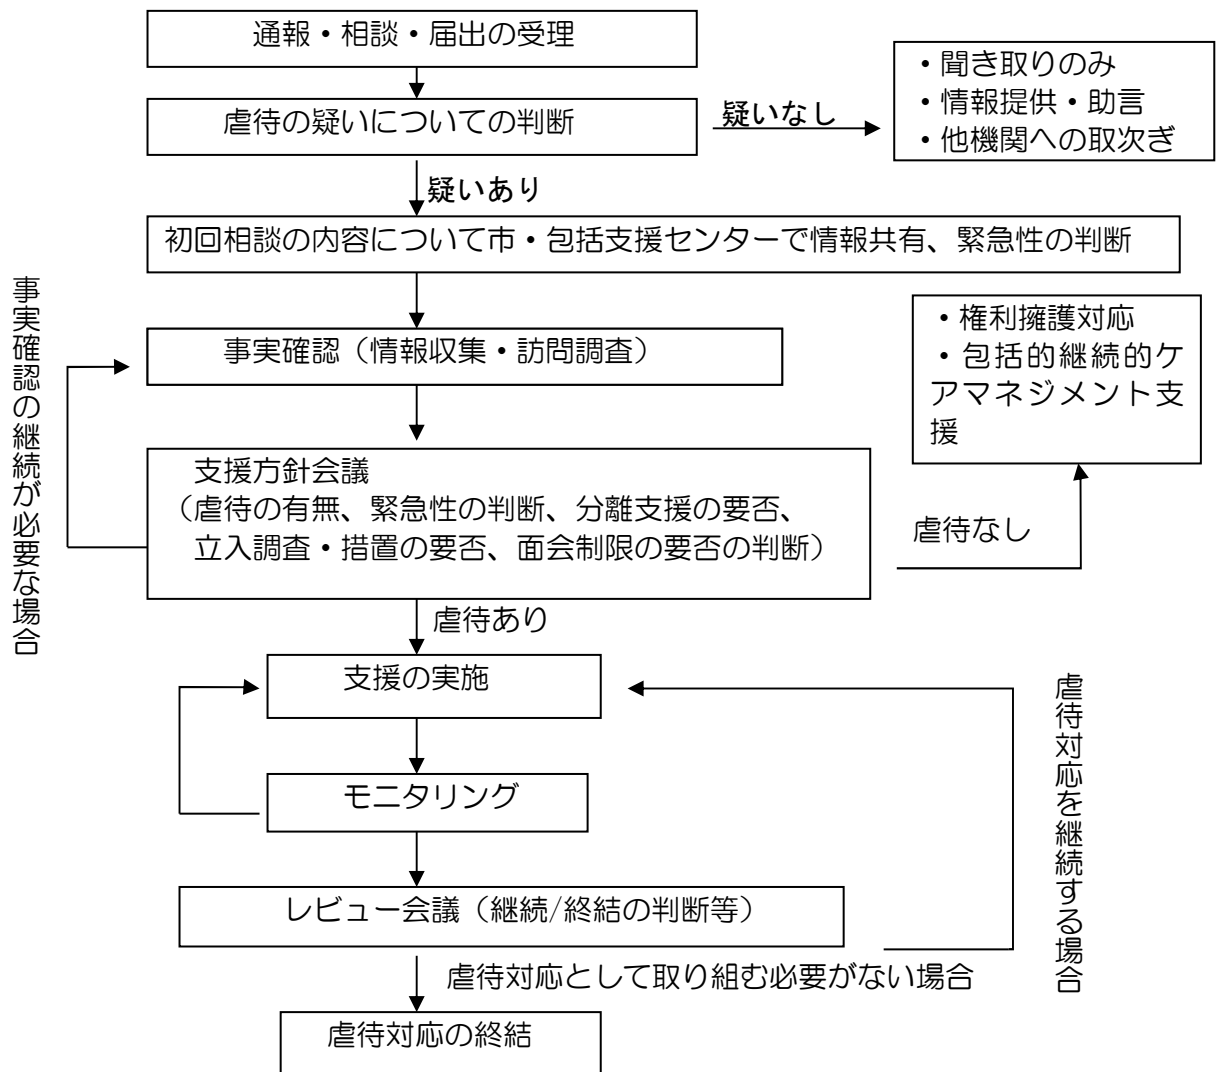 通報・相談・届出の受理
虐待の疑いについての判断
疑いなし
・聞き取りのみ
・情報提供・助言
・他機関への取次ぎ
疑いあり
初回相談の内容について市・包括支援センターで情報共有、緊急性の判断
事実確認の継続が必要な場合
事実確認（情報収集・訪問調査）
・権利擁護対応
・包括的継続的ケ
アマネジメント支
援
支援方針会議
（虐待の有無、緊急性の判断、分離支援の要否、
立入調査・措置の要否、面会制限の要否の判断）
虐待なし
虐待あり
支援の実施
モニタリング
虐待対応を継続する場合
レビュー会議（継続/終結の判断等）
虐待対応として取り組む必要がない場合
虐待対応の終結